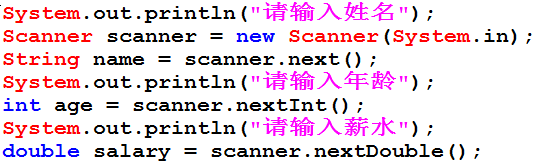 System.out.println("请输入姓名");
Scanner scanner = new Scanner(System.in);
String name = scanner.next();
System.out.println("请输入年龄");
int age = scanner.nextInt();
System.out.println("请输入薪水");
double salary = scanner.nextDouble();